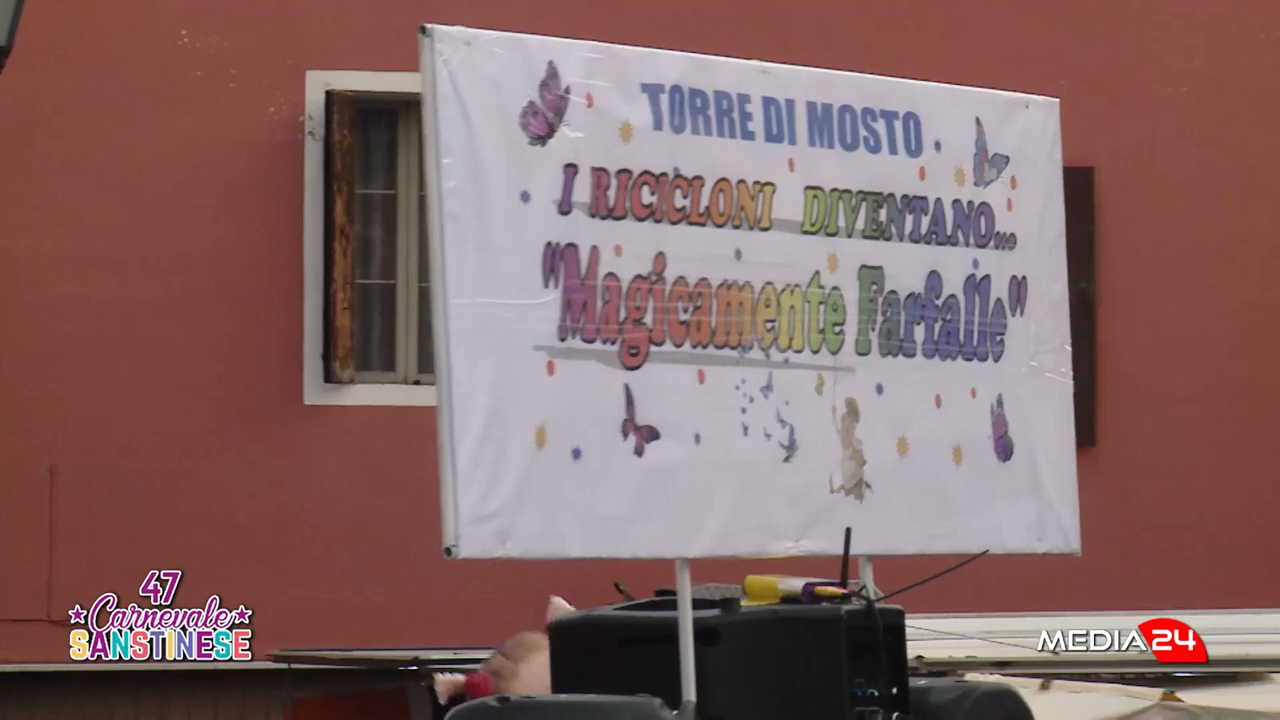 TORRE DI MOSTO
I RICICLONI DIVENTANO...
"Magicamente Farfalle"
47
Carnevale
SANSTINESE
MEDIA24